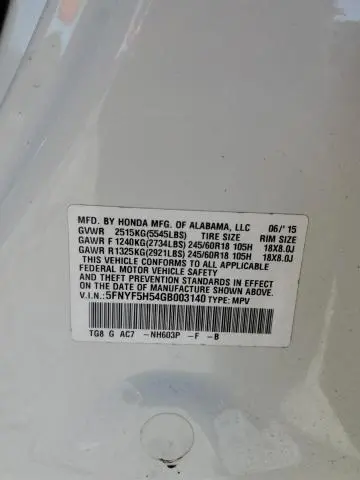 MFD. BY HONDA MFG. OF ALABAMA, LLC 06/'15
GVWR 2515KG(5545LBS) TIRE SIZE RIM SIZE
GAWR F 1240KG(2734LBS) 245/60R18 105H 18X8.0J
GAWR R1325KG(2921LBS) 245/60R18 105H 18X8.0J
THIS VEHICLE CONFORMS TO ALL APPLICABLE
FEDERAL MOTOR VEHICLE SAFETY, BUMPER,
AND THEFT PREVENTION STANDARDS IN EFFECT
ON THE DATE OF MANUFACTURE SHOWN ABOVE.
V.I.N.: 5FNYF5H54GB003140 TYPE: MPV
TG8 G AC7 -NH603P -F -B